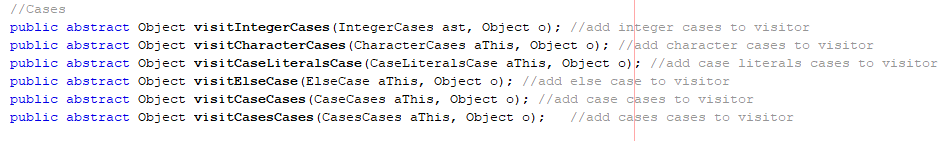 //Cases
public abstract Object visitIntegerCases(IntegerCases ast, Object o); //add integer cases to visitor
public abstract Object visitCharacterCases(CharacterCases aThis, Object o); //add character cases to visitor
public abstract Object visitCaseLiteralsCase(CaseLiteralsCase aThis, Object o); //add case literals cases to visitor
public abstract Object visitElseCase(ElseCase aThis, Object o); //add else case to visitor
public abstract Object visitCaseCases(CaseCases aThis, Object o); //add case cases to visitor
public abstract Object visitCasesCases(CasesCases aThis, Object o);   //add cases cases to visitor